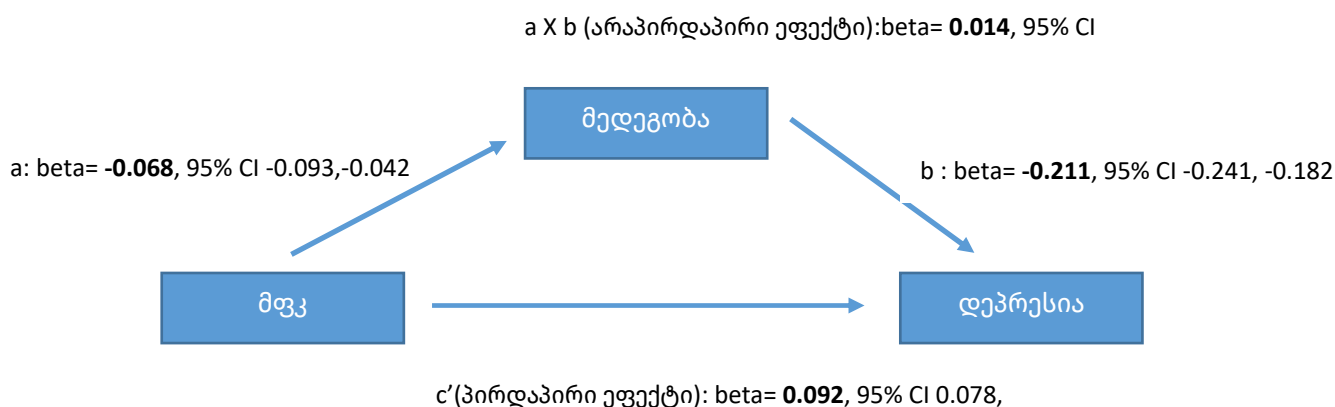 a X b (არაპირდაპირი ეფექტი):beta= 0.014, 95% CI
მედეგობა
a: beta= -0.068, 95% CI -0.093,-0.042
b : beta= -0.211, 95% CI -0.241, -0.182
მფკ
დეპრესია
c’(პირდაპირი ეფექტი): beta= 0.092, 95% CI 0.078,